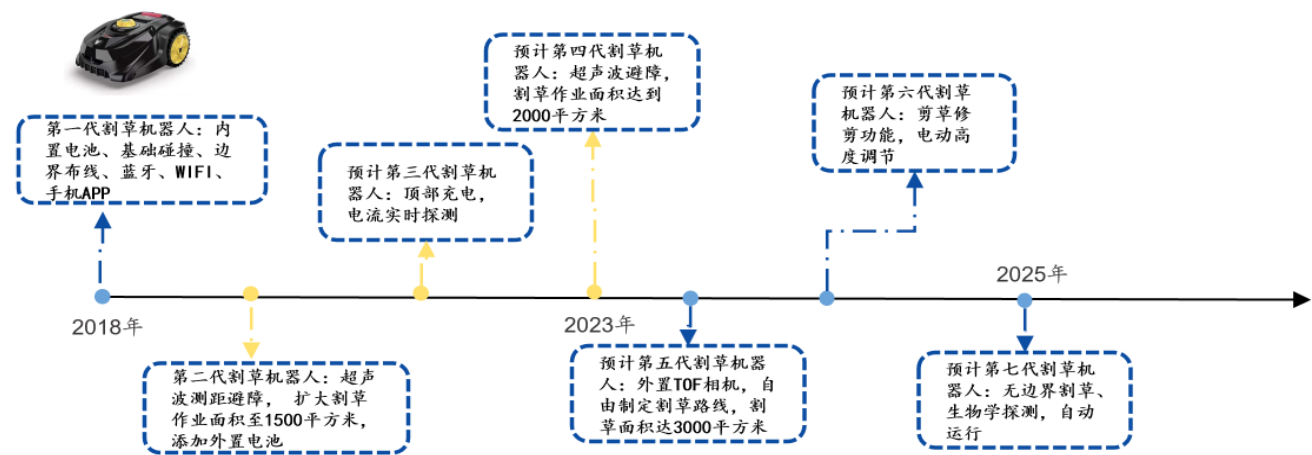 第一代割草机器人：内
置电池、基础碰撞、边
界布线、蓝牙、WIFI、
手机APP
预计第三代割草机
器人：顶部充电，
电流实时探测
预计第四代割草机
器人：超声波避障，
割草作业面积达到
2000平方米
预计第六代割草
机器人：剪草修
剪功能，电动高
度调节
2018年
2023年
2025年
第二代割草机器人：超声
波测距避障， 扩大割草
作业面积至1500平方米，
添加外置电池
预计第五代割草机器
人：外置TOF相机，自
由制定割草路线，割
草面积达3000平方米
预计第七代割草机
器人：无边界割草、
生物学探测，自动
运行